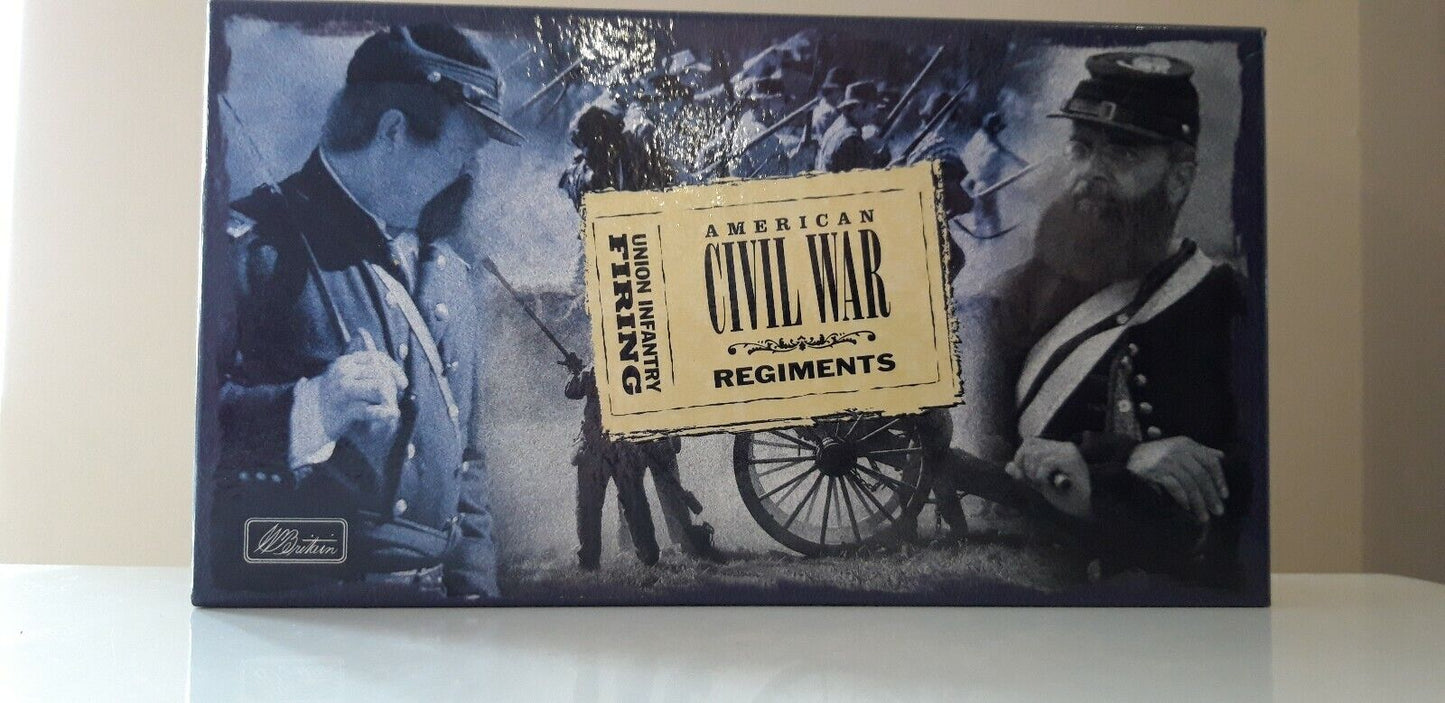 UNION INFANTRY
FIRING
AMERICAN
CIVIL WAR
REGIMENTS
W Britain